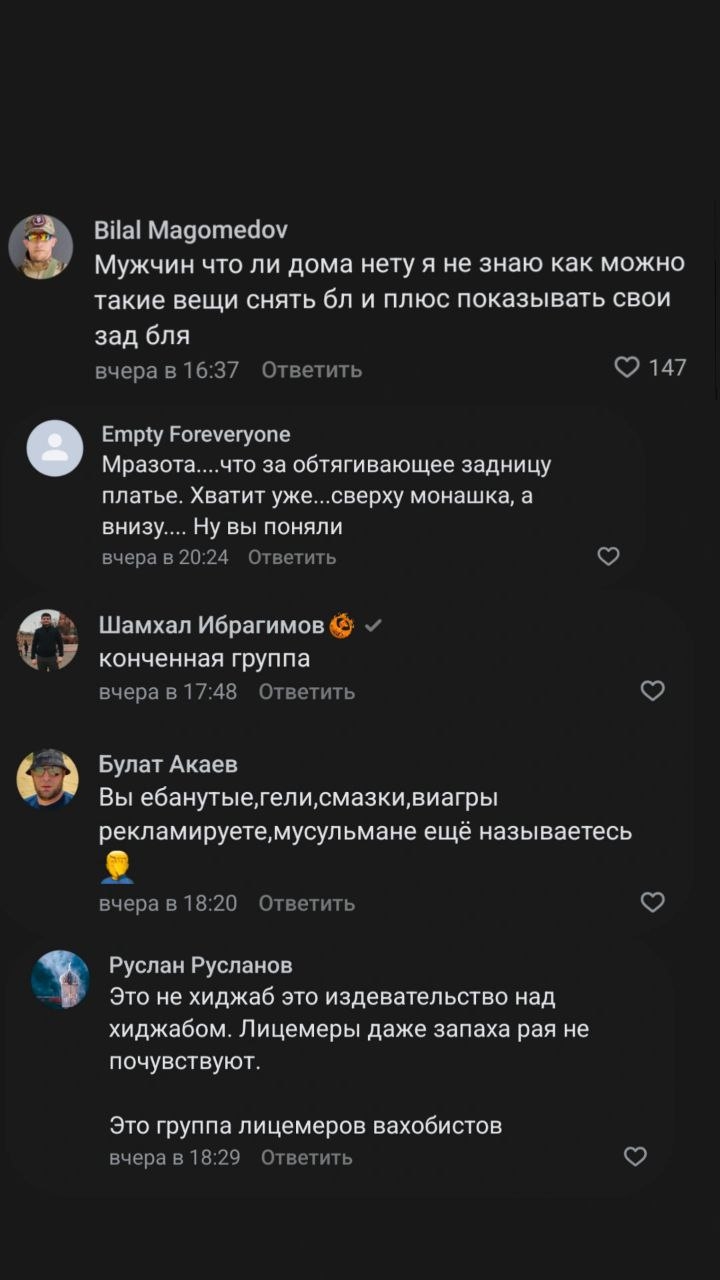 Bilal Magomedov
Мужчин что ли дома нету я не знаю как можно
такие вещи снять бл и плюс показывать свои
зад бля
вчера в 16:37 Ответить 147
Empty Foreveryone
Мразота....что за обтягивающее задницу
платье. Хватит уже...сверху монашка, а
внизу.... Ну вы поняли
вчера в 20:24 Ответить
Шамхал Ибрагимов
конченная группа
вчера в 17:48 Ответить
Булат Акаев
Вы ебанутые,гели,смазки,виагры
рекламируете,мусульмане ещё называетесь
🤦‍♂️
вчера в 18:20 Ответить
Руслан Русланов
Это не хиджаб это издевательство над
хиджабом. Лицемеры даже запаха рая не
почувствуют.
Это группа лицемеров вахобистов
вчера в 18:29 Ответить